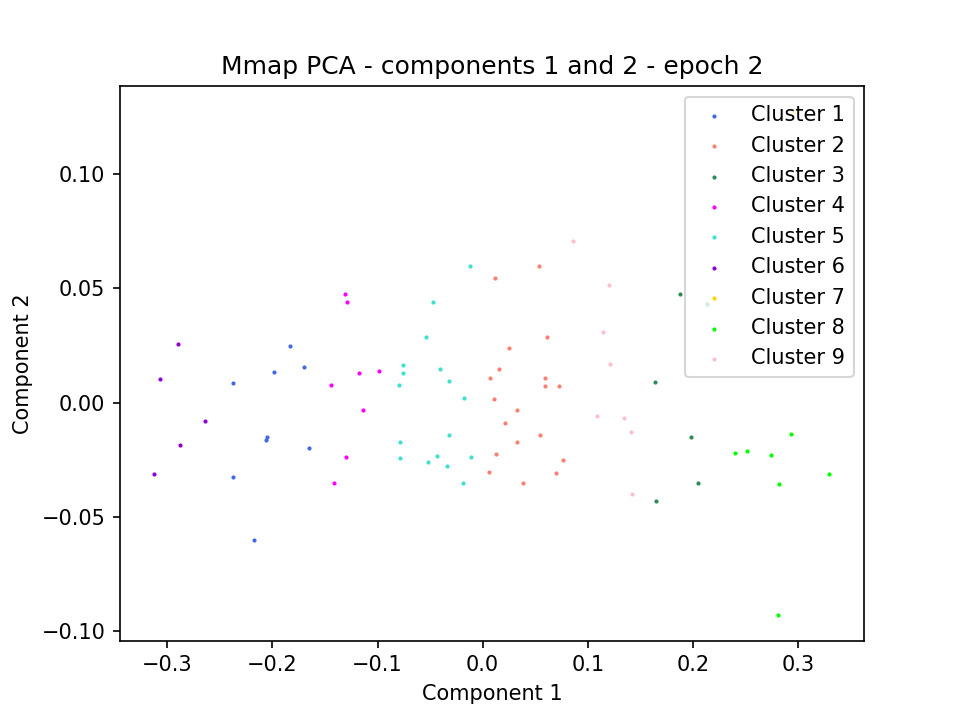 Mmap PCA - components 1 and 2 - epoch 2
Cluster 1
Cluster 2
Cluster 3
Cluster 4
Cluster 5
Cluster 6
Cluster 7
Cluster 8
Cluster 9
0.10
0.05
0.00
−0.05
−0.10
Component 2
−0.3
−0.2
−0.1
0.0
0.1
0.2
0.3
Component 1